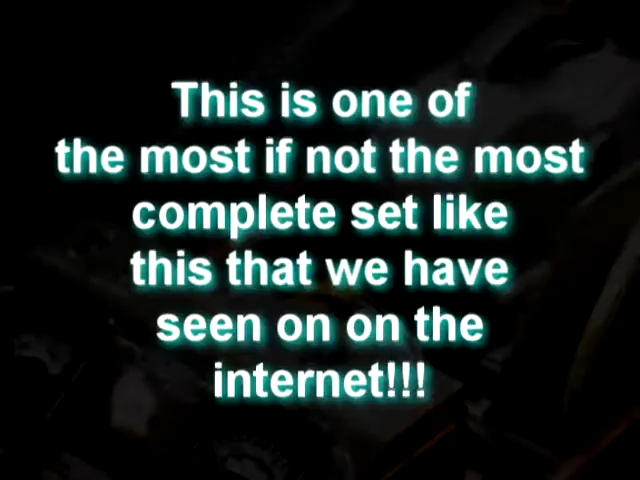 This is one of
the most if not the most
complete set like
this that we have
seen on on the
internet!!!